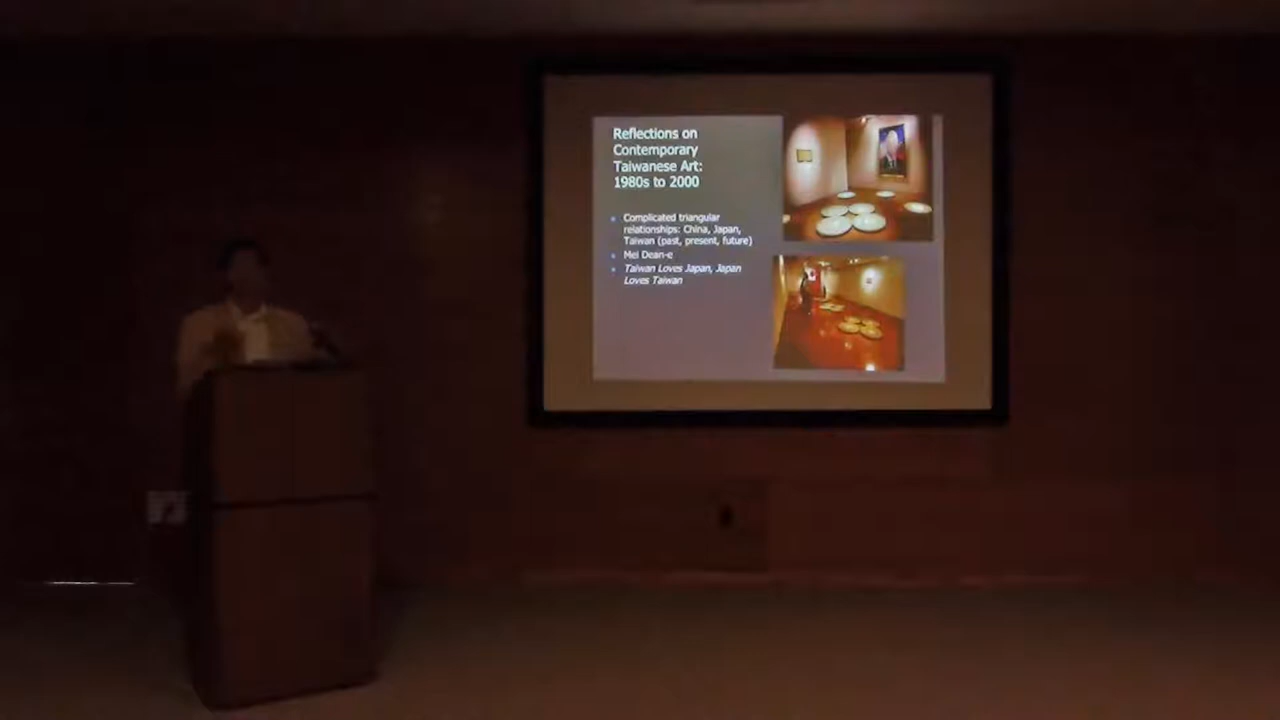 Reflections on
Contemporary
Taiwanese Art:
1980s to 2000
Complicated triangular
relationships: China, Japan,
Taiwan (past, present, future)
Mei Dean-e
Taiwan Loves Japan, Japan
Loves Taiwan